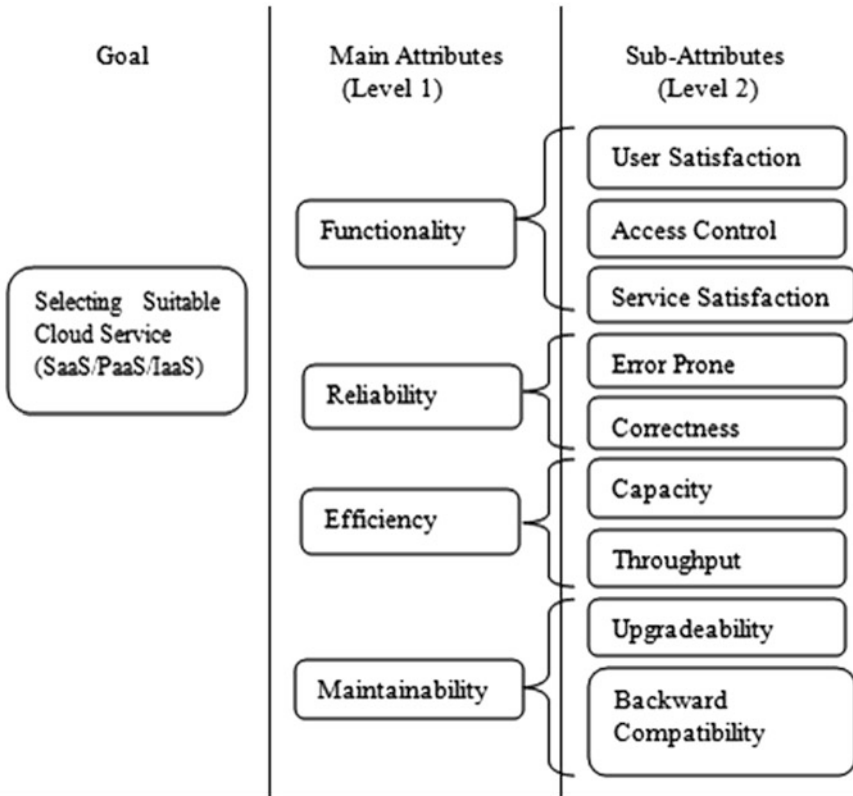 Goal
Main Attributes
(Level 1)
Sub-Attributes
(Level 2)
Selecting Suitable
Cloud Service
(SaaS/PaaS/IaaS)
Functionality
User Satisfaction
Access Control
Service Satisfaction
Reliability
Error Prone
Correctness
Efficiency
Capacity
Throughput
Maintainability
Upgradeability
Backward
Compatibility